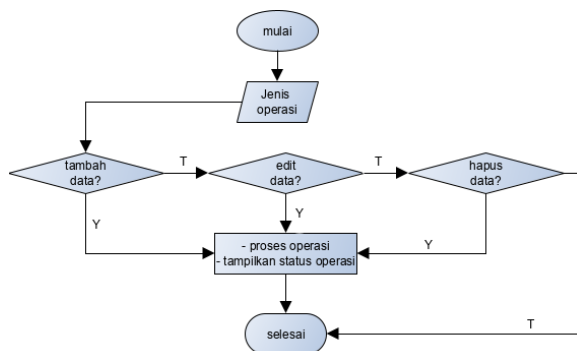 mulai
Jenis
operasi
tambah
data?
T
edit
data?
T
hapus
data?
Y
Y
Y
- proses operasi
- tampilkan status operasi
selesai
T